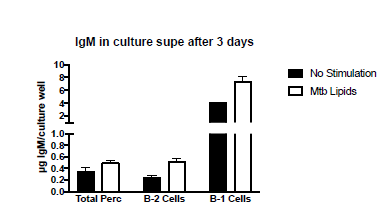 IgM in culture supe after 3 days
No Stimulation
Mtb Lipids
µg IgM/culture well
10
8
6
4
2
1.0
0.8
0.6
0.4
0.2
0.0
Total Perc
B-2 Cells
B-1 Cells